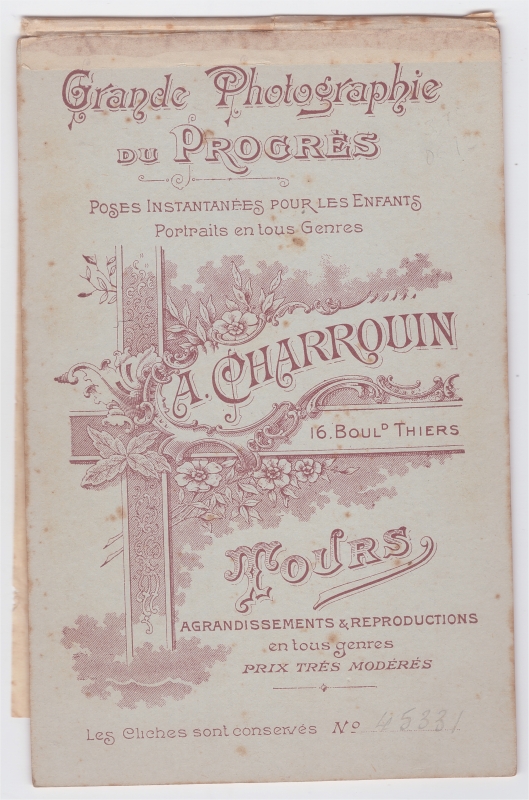 Grande Photographie
DU PROGRÈS
POSES INSTANTANÉES POUR LES ENFANTS
Portraits en tous Genres
A. CHARROUIN
16. BOULD THIERS
TOURS
AGRANDISSEMENTS & REPRODUCTIONS
en tous genres
PRIX TRÈS MODÉRÉS
Les Cliches sont conservés No 45331